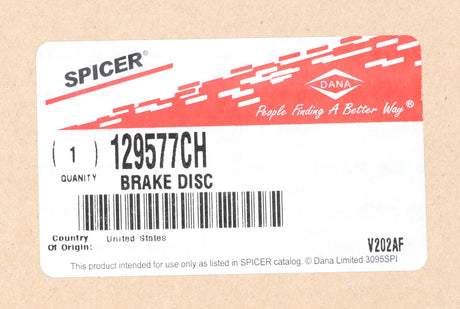 SPICER®
DANA
People Finding A Better Way®
( 1 ) 129577CH
QUANTITY BRAKE DISC
Country Of Origin: United States
V202AF
This product intended for use only as listed in SPICER catalog. © Dana Limited 3095SPI